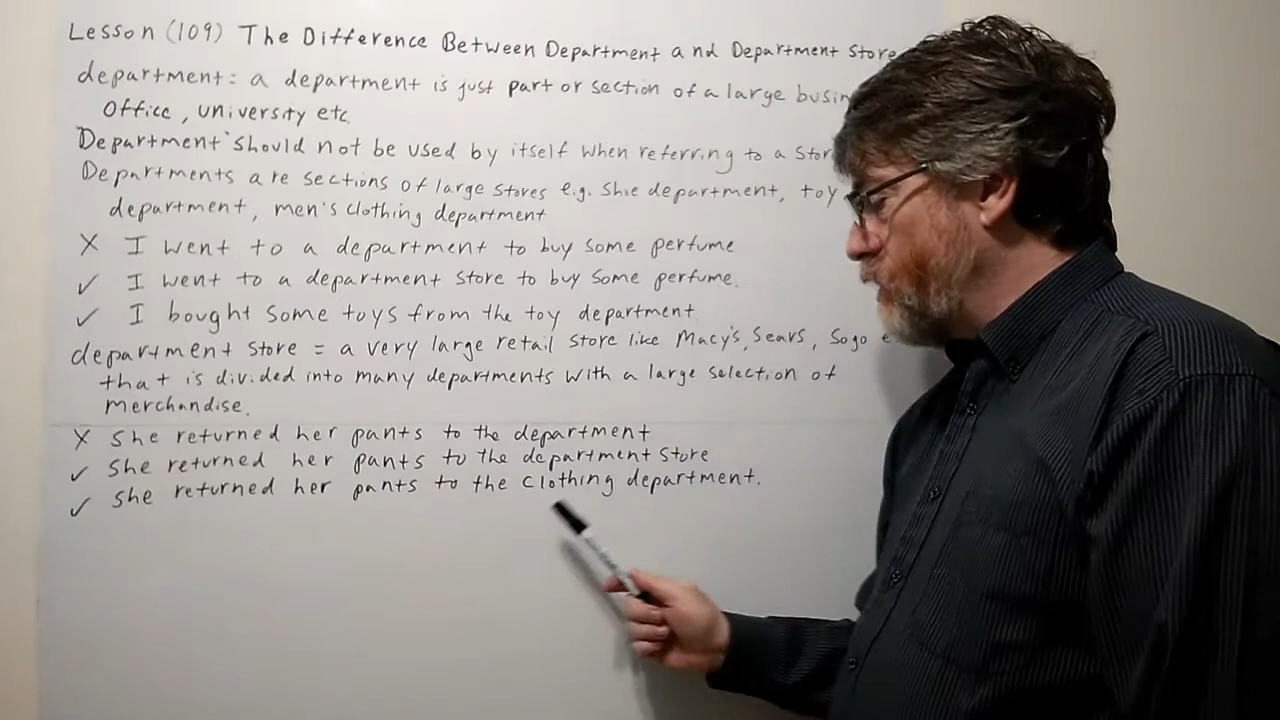 Lesson (109) The Difference Between Department and Department Store
department: a department is just part or section of a large
Office, university etc.
Department should not be used by itself when referring to a
Departments are sections of large stores e.g. shoe department, toy
department, men's clothing department
X I went to a department to buy some perfume
✓ I went to a department store to buy some perfume.
✓ I bought some toys from the toy department.
department store = a very large retail store like Macy's, Sears, Sogo
that is divided into many departments with a large selection of
merchandise.
X She returned her pants to the department
✓ She returned her pants to the department store
✓ She returned her pants to the clothing department.